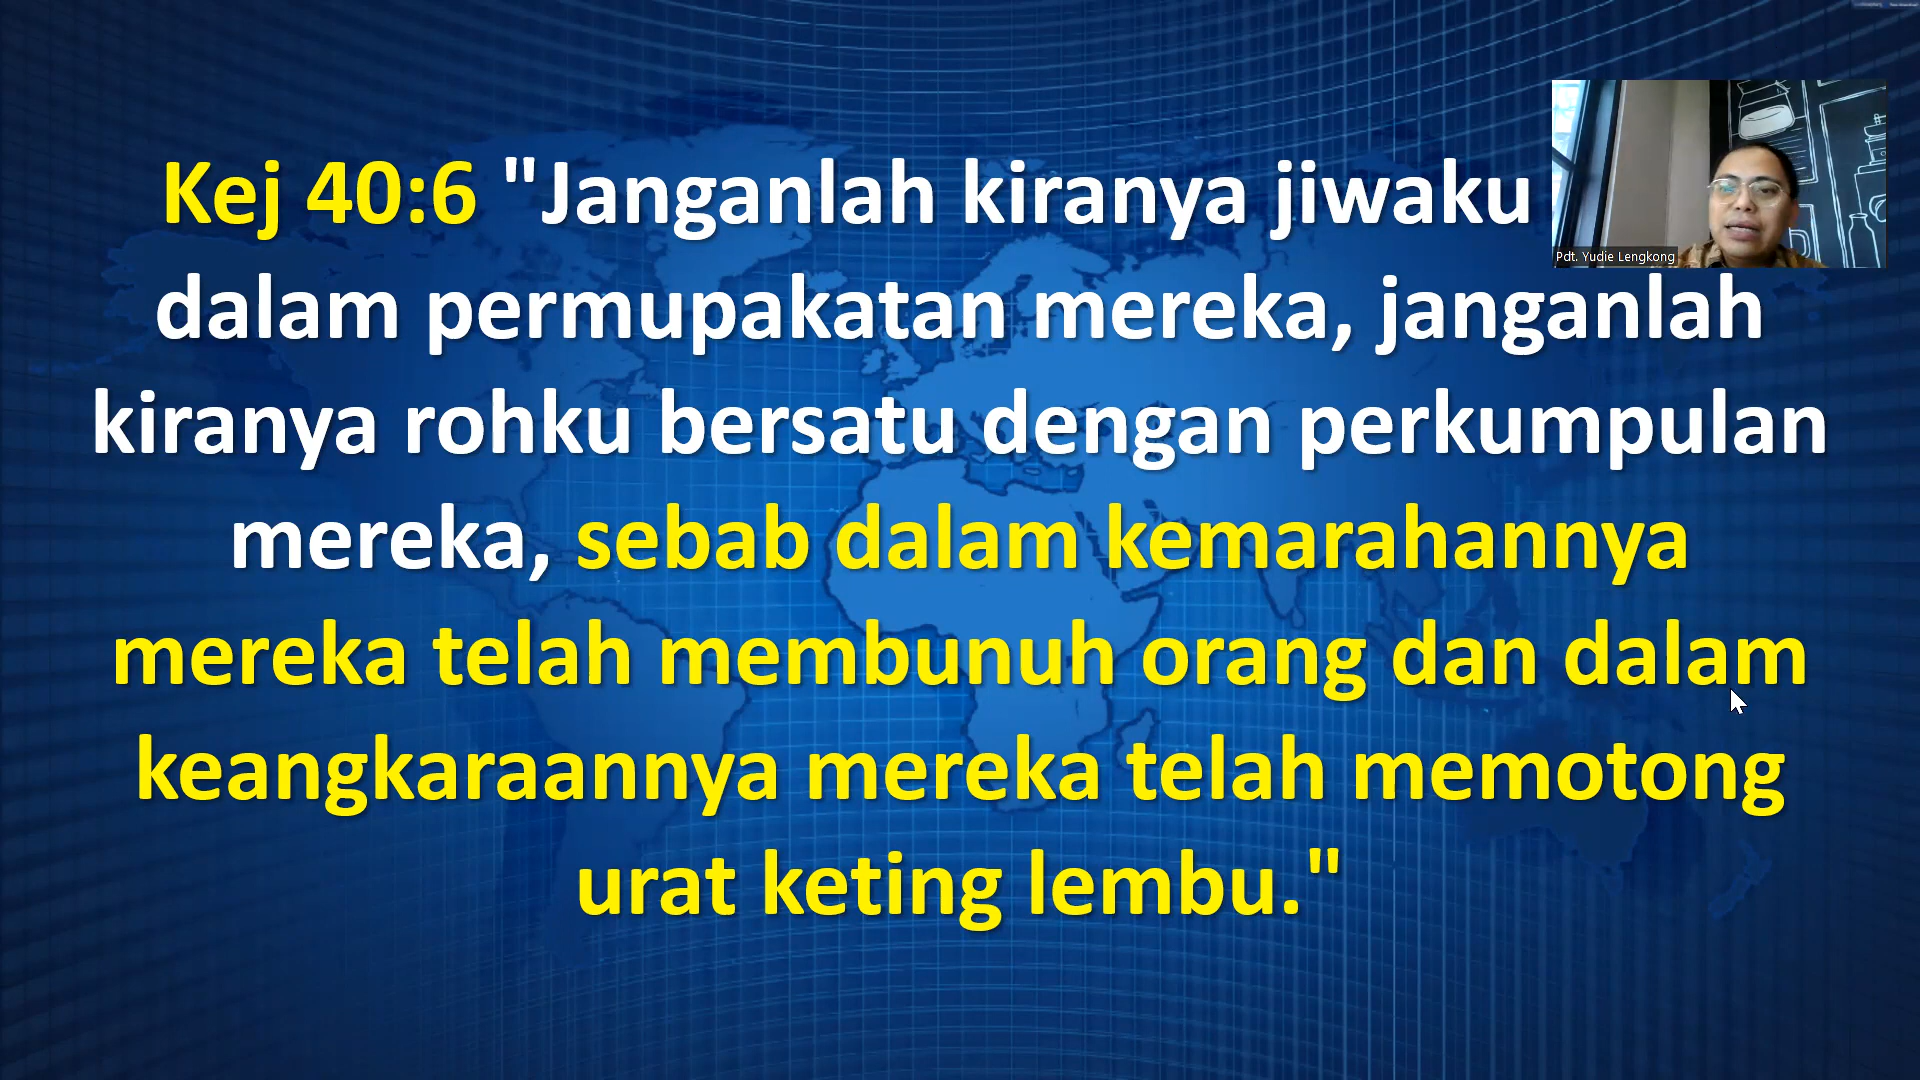 Kej 40:6 "Janganlah kiranya jiwaku
Pdt. Yudie Lengkong
dalam permupakatan mereka, janganlah
kiranya rohku bersatu dengan perkumpulan
mereka, sebab dalam kemarahannya
mereka telah membunuh orang dan dalam
keangkaraannya mereka telah memotong
urat keting lembu."